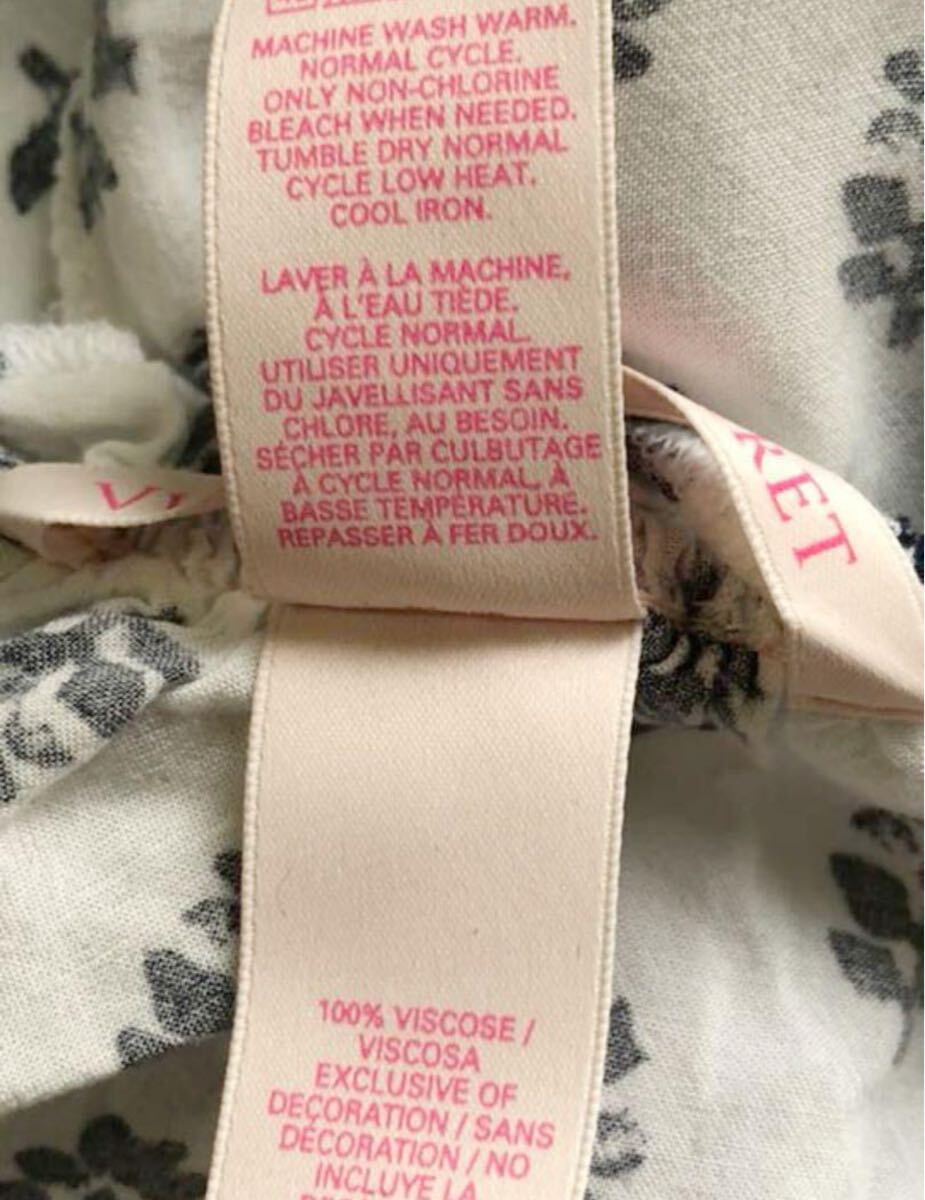 MACHINE WASH WARM.
NORMAL CYCLE.
ONLY NON-CHLORINE
BLEACH WHEN NEEDED.
TUMBLE DRY NORMAL
CYCLE LOW HEAT.
COOL IRON.
LAVER À LA MACHINE,
À L'EAU TIÈDE.
CYCLE NORMAL.
UTILISER UNIQUEMENT
DU JAVELLISANT SANS
CHLORE, AU BESOIN.
SÉCHER PAR CULBUTAGE
À CYCLE NORMAL, À
BASSE TEMPÉRATURE.
REPASSER À FER DOUX.
VI
RET
100% VISCOSE /
VISCOSA
EXCLUSIVE OF
DECORATION / SANS
DÉCORATION / NO
INCLUYE LA